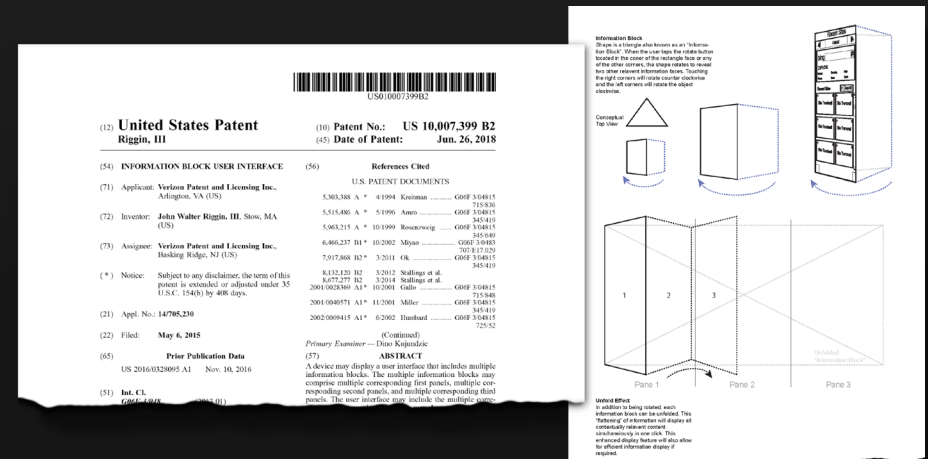 US010007399B2
(12) United States Patent
Riggin, III
(10) Patent No.: US 10,007,399 B2
(45) Date of Patent: Jun. 26, 2018
(54) INFORMATION BLOCK USER INTERFACE
(71) Applicant: Verizon Patent and Licensing Inc.,
Arlington, VA (US)
(72) Inventor: John Walter Riggin, III, Stow, MA
(US)
(73) Assignee: Verizon Patent and Licensing Inc.,
Basking Ridge, NJ (US)
( * ) Notice: Subject to any disclaimer, the term of this
patent is extended or adjusted under 35
U.S.C. 154(b) by 408 days.
(21) Appl. No.: 14/705,230
(22) Filed: May 6, 2015
(65) Prior Publication Data
US 2016/0328095 A1 Nov. 10, 2016
(51) Int. Cl.
(56) References Cited
U.S. PATENT DOCUMENTS
5,303,388 A * 4/1994 Kreitman .......... G06F 3/04815
715/836
5,515,486 A * 5/1996 Amro .............. G06F 3/04815
345/419
5,963,215 A * 10/1999 Rosenzweig ...... G06F 3/04815
345/649
6,466,237 B1 * 10/2002 Miyao .............. G06F 3/0483
707/E17.029
7,917,868 B2 * 3/2011 Ok .................. G06F 3/04815
345/419
8,132,120 B2 3/2012 Stallings et al.
8,677,277 B2 3/2014 Stallings et al.
2001/0028369 A1 * 10/2001 Gallo .............. G06F 3/04815
715/848
2001/0040571 A1 * 11/2001 Miller .............. G06F 3/04815
345/419
2002/0069415 A1 * 6/2002 Humbard .......... G06F 3/04815
725/52
(Continued)
Primary Examiner — Dino Kujundzic
(57) ABSTRACT
A device may display a user interface that includes multiple
information blocks. The multiple information blocks may
comprise multiple corresponding first panels, multiple cor-
responding second panels, and multiple corresponding third
panels. The user interface may include the multiple corre-
Information Block
Shape is a triangle also known as an "Informa-
tion Block". When the user taps the rotate button
located in the coner of the rectangle face or any
of the other corners, the shape rotates to reveal
two other relevent information faces. Touching
the right corners will rotate counter clockwise
and the left corners will rotate the object
clockwise.
Conceptual
Top View
1
2
3
Unfolded
"Information Block"
Pane 1
Pane 2
Pane 3
Unfold Effect
In addition to being rotated, each
information block can be unfolded. This
"flattening" of information will display all
contextually relevent content
simultaneously in one click. This
enhanced display feature will also allow
for efficient information display if
required.